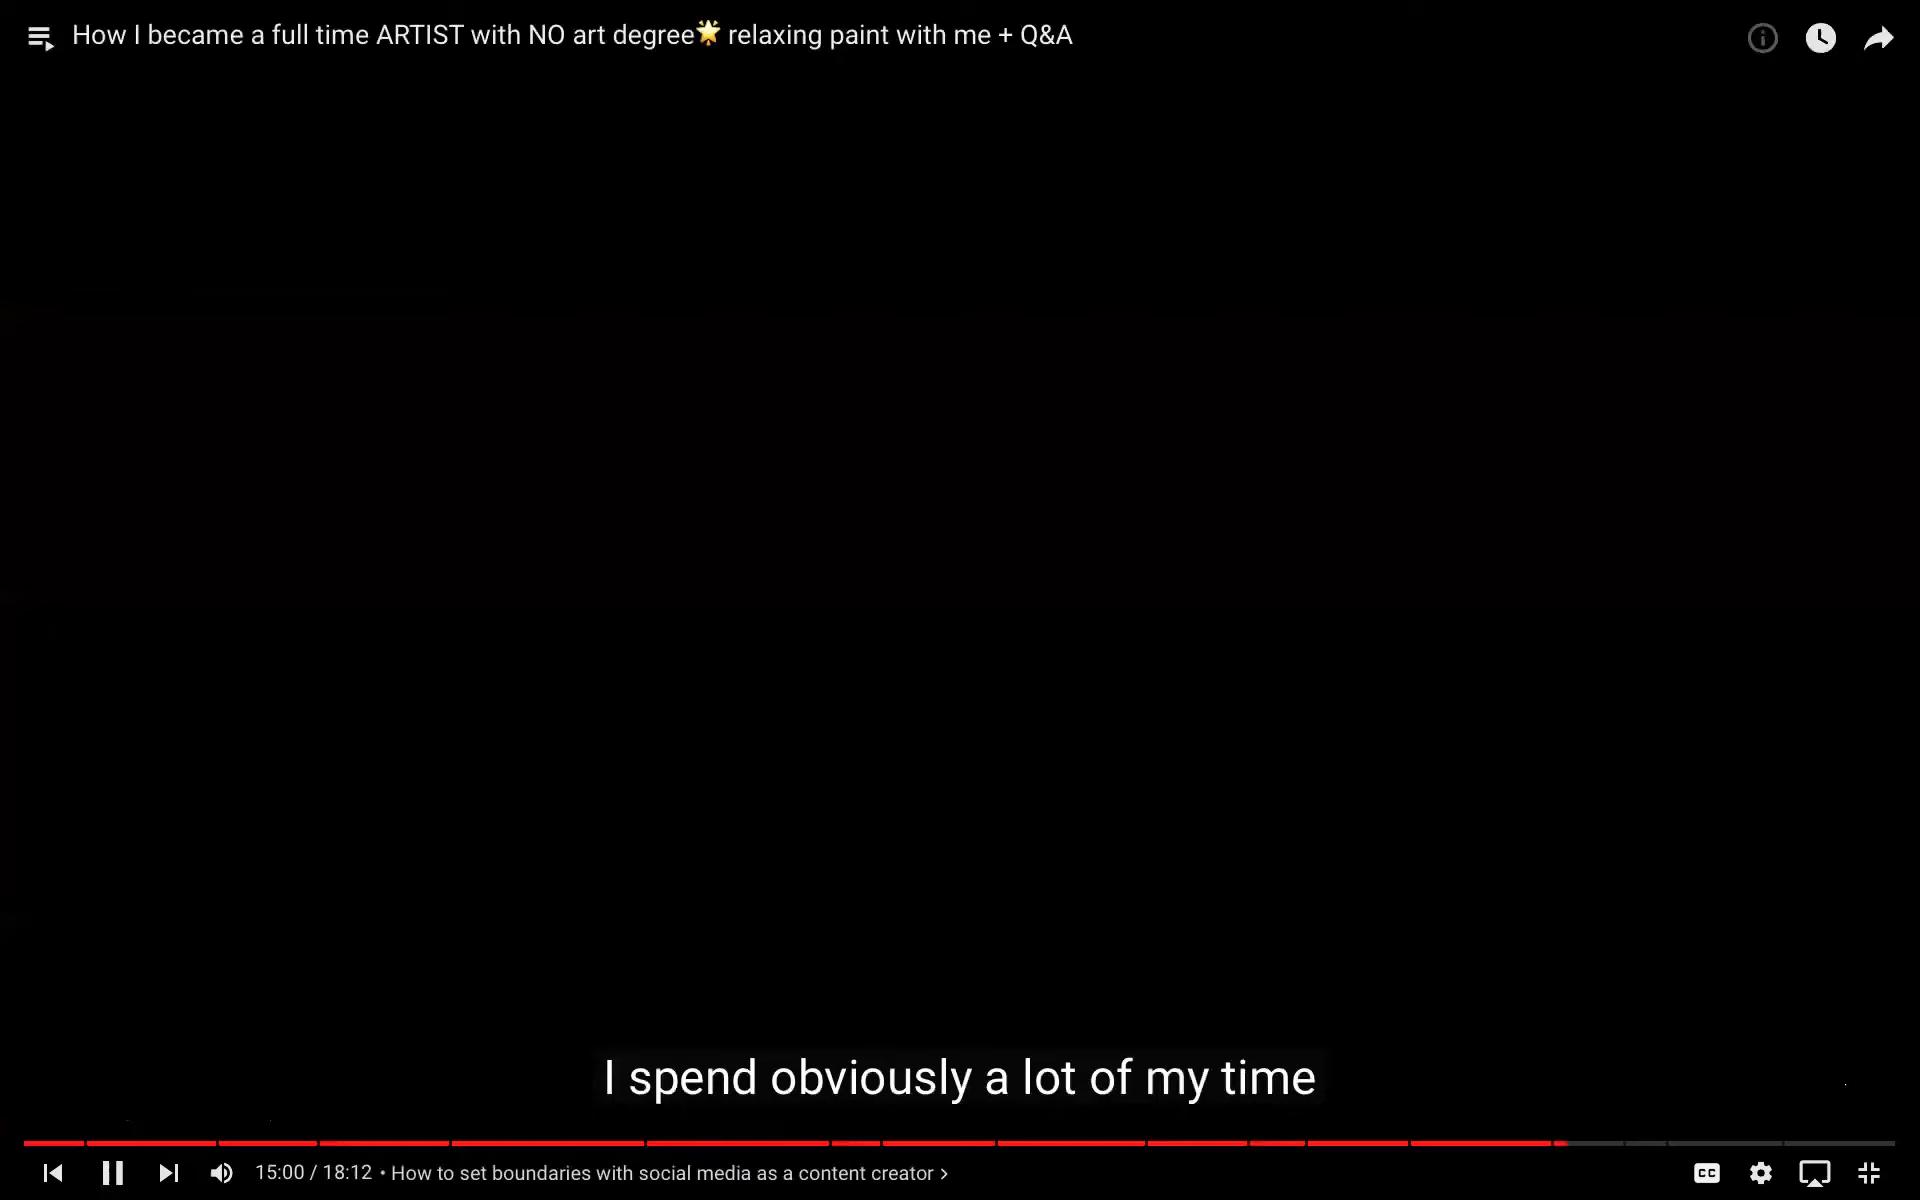 How I became a full time ARTIST with NO art degree🌟 relaxing paint with me + Q&A
I spend obviously a lot of my time
15:00 / 18:12 • How to set boundaries with social media as a content creator ›
CC